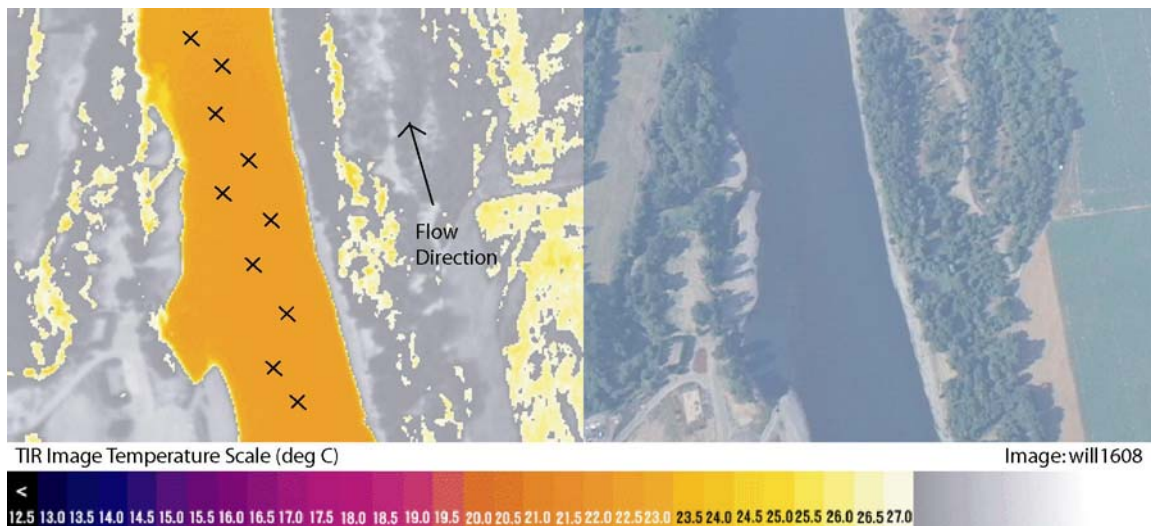 Flow
Direction
TIR Image Temperature Scale (deg C)
Image: will1608
<
12.5 13.0 13.5 14.0 14.5 15.0 15.5 16.0 16.5 17.0 17.5 18.0 18.5 19.0 19.5 20.0 20.5 21.0 21.5 22.0 22.5 23.0 23.5 24.0 24.5 25.0 25.5 26.0 26.5 27.0